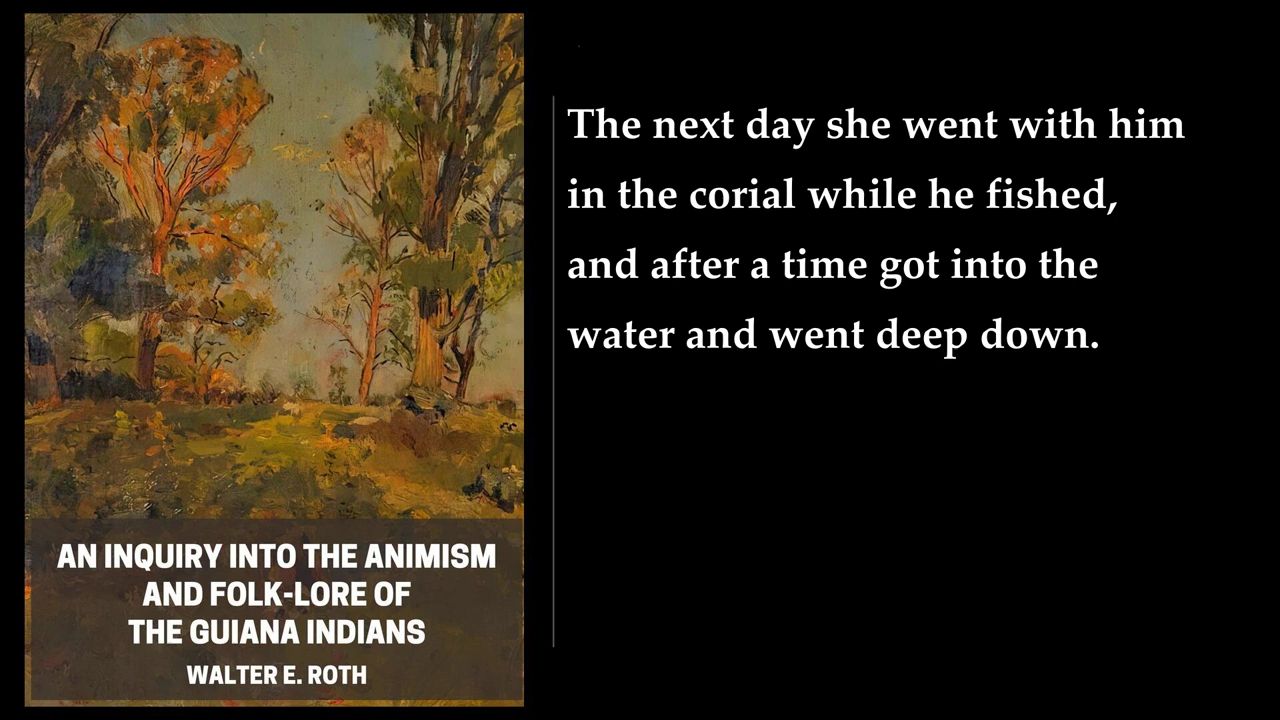 The next day she went with him
in the corial while he fished,
and after a time got into the
water and went deep down.
AN INQUIRY INTO THE ANIMISM
AND FOLK-LORE OF
THE GUIANA INDIANS
WALTER E. ROTH